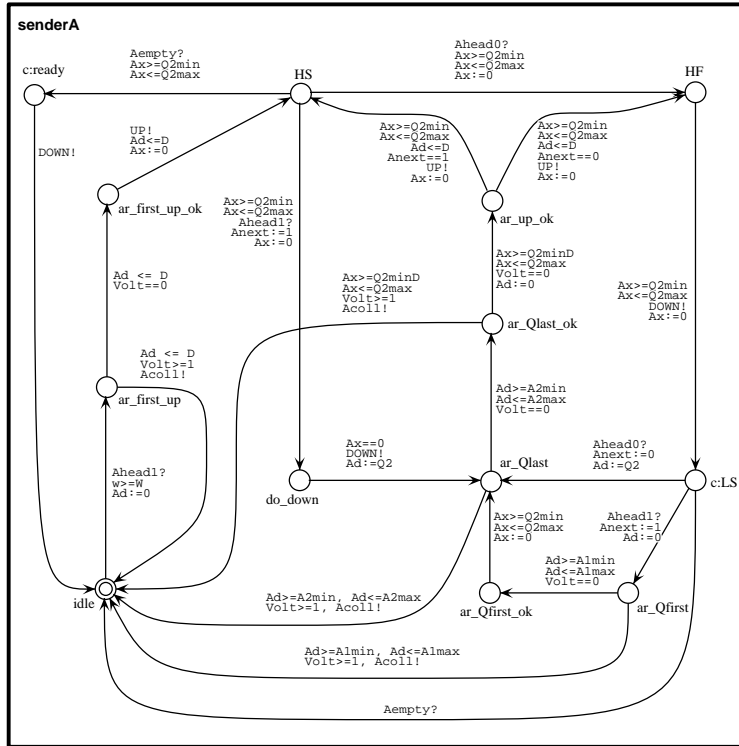 senderA
Aempty?
Ax>=Q2min
Ax<=Q2max
Ahead0?
Ax>=Q2min
Ax<=Q2max
Ax:=0
c:ready
HS
HF
UP!
Ad<=D
Ax:=0
DOWN!
Ax>=Q2min
Ax<=Q2max
Ad<=D
Anext==1
UP!
Ax:=0
Ax>=Q2min
Ax<=Q2max
Ad<=D
Anext==0
UP!
Ax:=0
ar_first_up_ok
ar_up_ok
Ax>=Q2min
Ax<=Q2max
Ahead1?
Anext:=1
Ax:=0
Ad <= D
Volt==0
Ax>=Q2minD
Ax<=Q2max
Volt==0
Ad:=0
Ax>=Q2minD
Ax<=Q2max
Volt>=1
Acoll!
Ax>=Q2min
Ax<=Q2max
DOWN!
Ax:=0
ar_Qlast_ok
Ad <= D
Volt>=1
Acoll!
ar_first_up
Ad>=A2min
Ad<=A2max
Volt==0
Ax==0
DOWN!
Ad:=Q2
ar_Qlast
Ahead0?
Anext:=0
Ad:=Q2
Ahead1?
w>=W
Ad:=0
do_down
c:LS
Ax>=Q2min
Ax<=Q2max
Ax:=0
Ahead1?
Anext:=1
Ad:=0
Ad>=A1min
Ad<=A1max
Volt==0
idle
Ad>=A2min, Ad<=A2max
Volt>=1, Acoll!
ar_Qfirst_ok
ar_Qfirst
Ad>=A1min, Ad<=A1max
Volt>=1, Acoll!
Aempty?